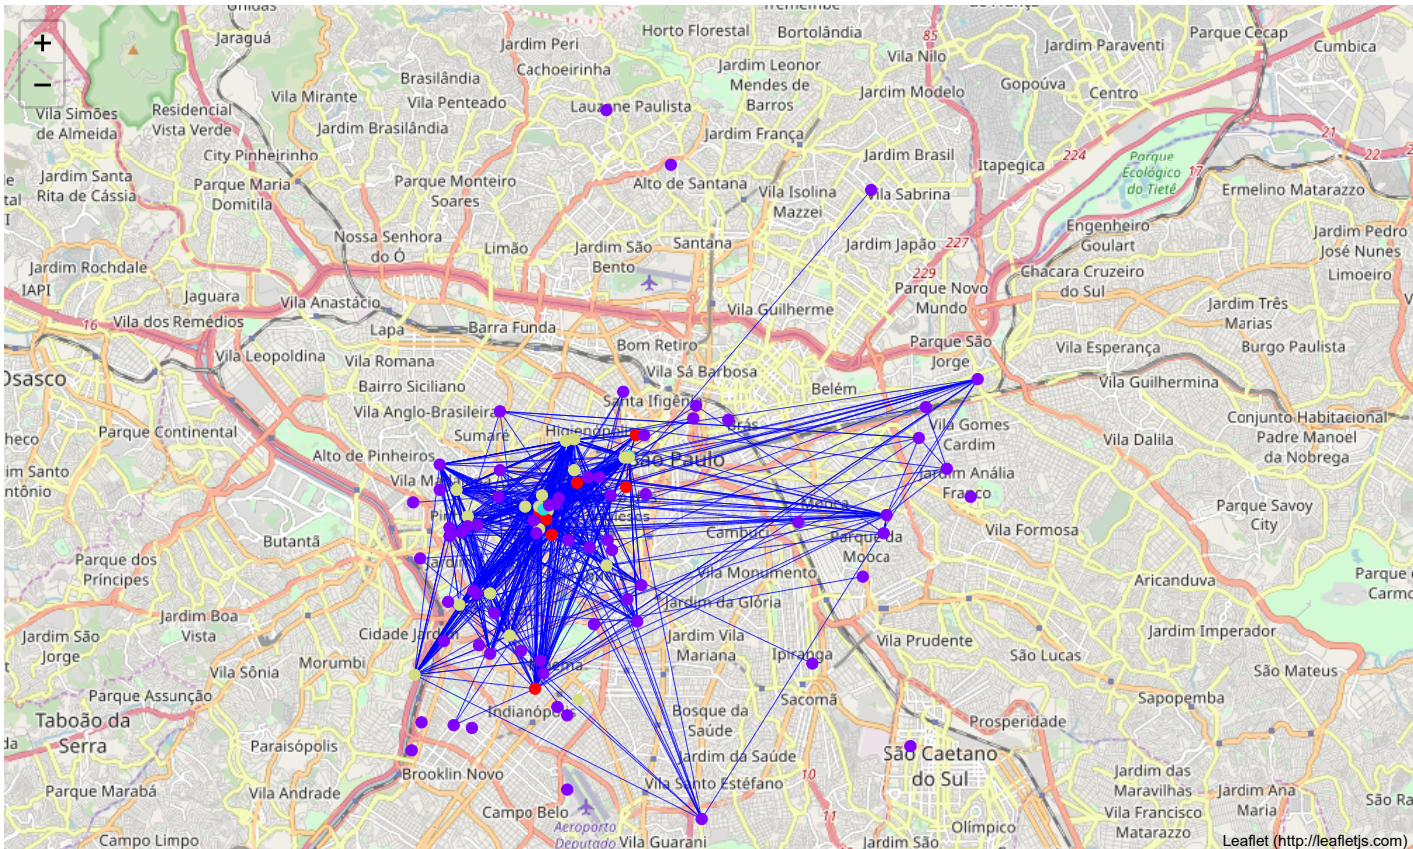 Jaraguá
Jardim Peri
Horto Florestal
Bortolândia
85
Parque Cecap
Cumbica
Vila Nilo
Jardim Paraventi
+
−
Cachoeirinha
Jardim Leonor
Mendes de
Barros
Brasilândia
Vila Mirante
Vila Penteado
Gopoúva
Centro
Jardim Modelo
Vila Simões
de Almeida
Residencial
Vista Verde
Jardim Brasilândia
Jardim França
21
22
224
City Pinheirinho
Jardim Brasil
Itapegica
Parque
Ecológico
do Tietê
17
Jardim Santa
Rita de Cássia
Parque Maria
Domitila
Parque Monteiro
Soares
Alto de Santana
Vila Isolina
Mazzei
Vila Sabrina
Ermelino Matarazzo
Nossa Senhora
do Ó
Limão
Jardim São
Bento
Santana
Jardim Japão
227
Engenheiro
Goulart
Jardim Pedro
José Nunes
Jardim Rochdale
IAPI
229
Chácara Cruzeiro
do Sul
Limoeiro
Jaguara
Vila Anastácio
Parque Novo
Mundo
Jardim Três
Marias
16
Vila dos Remédios
Lapa
Barra Funda
Vila Guilherme
Bom Retiro
Parque São
Jorge
Vila Esperança
Burgo Paulista
Vila Leopoldina
Vila Romana
Vila Sá Barbosa
Osasco
Bairro Siciliano
Belém
Vila Guilhermina
Vila Anglo-Brasileira
Parque Continental
Sumaré
Vila Gomes
Cardim
Vila Dalila
Conjunto Habitacional
Padre Manoel
da Nobrega
Alto de Pinheiros
São Paulo
Jardim Anália
Franco
Parque Savoy
City
Butantã
Cambuci
Parque da
Mooca
Vila Formosa
Parque dos
Príncipes
Vila Monumento
Aricanduva
Jardim da Glória
Jardim Boa
Vista
Cidade Jardim
Jardim São
Jorge
Jardim Vila
Mariana
Vila Prudente
Jardim Imperador
Ipiranga
São Lucas
Morumbi
Vila Sônia
São Mateus
Parque Assunção
Sacomã
Sapopemba
Taboão da
Serra
Indianópolis
Bosque da
Saúde
Prosperidade
Paraisópolis
Jardim da Saúde
São Caetano
do Sul
Brooklin Novo
10
Vila Santo Estéfano
Jardim das
Maravilhas
Parque Marabá
Vila Andrade
Jardim Ana
Maria
Campo Belo
11
Vila Francisco
Matarazzo
Olímpico
Aeroporto
Deputado
Campo Limpo
Vila Guarani
Jardim São
Leaflet (http://leafletjs.com)